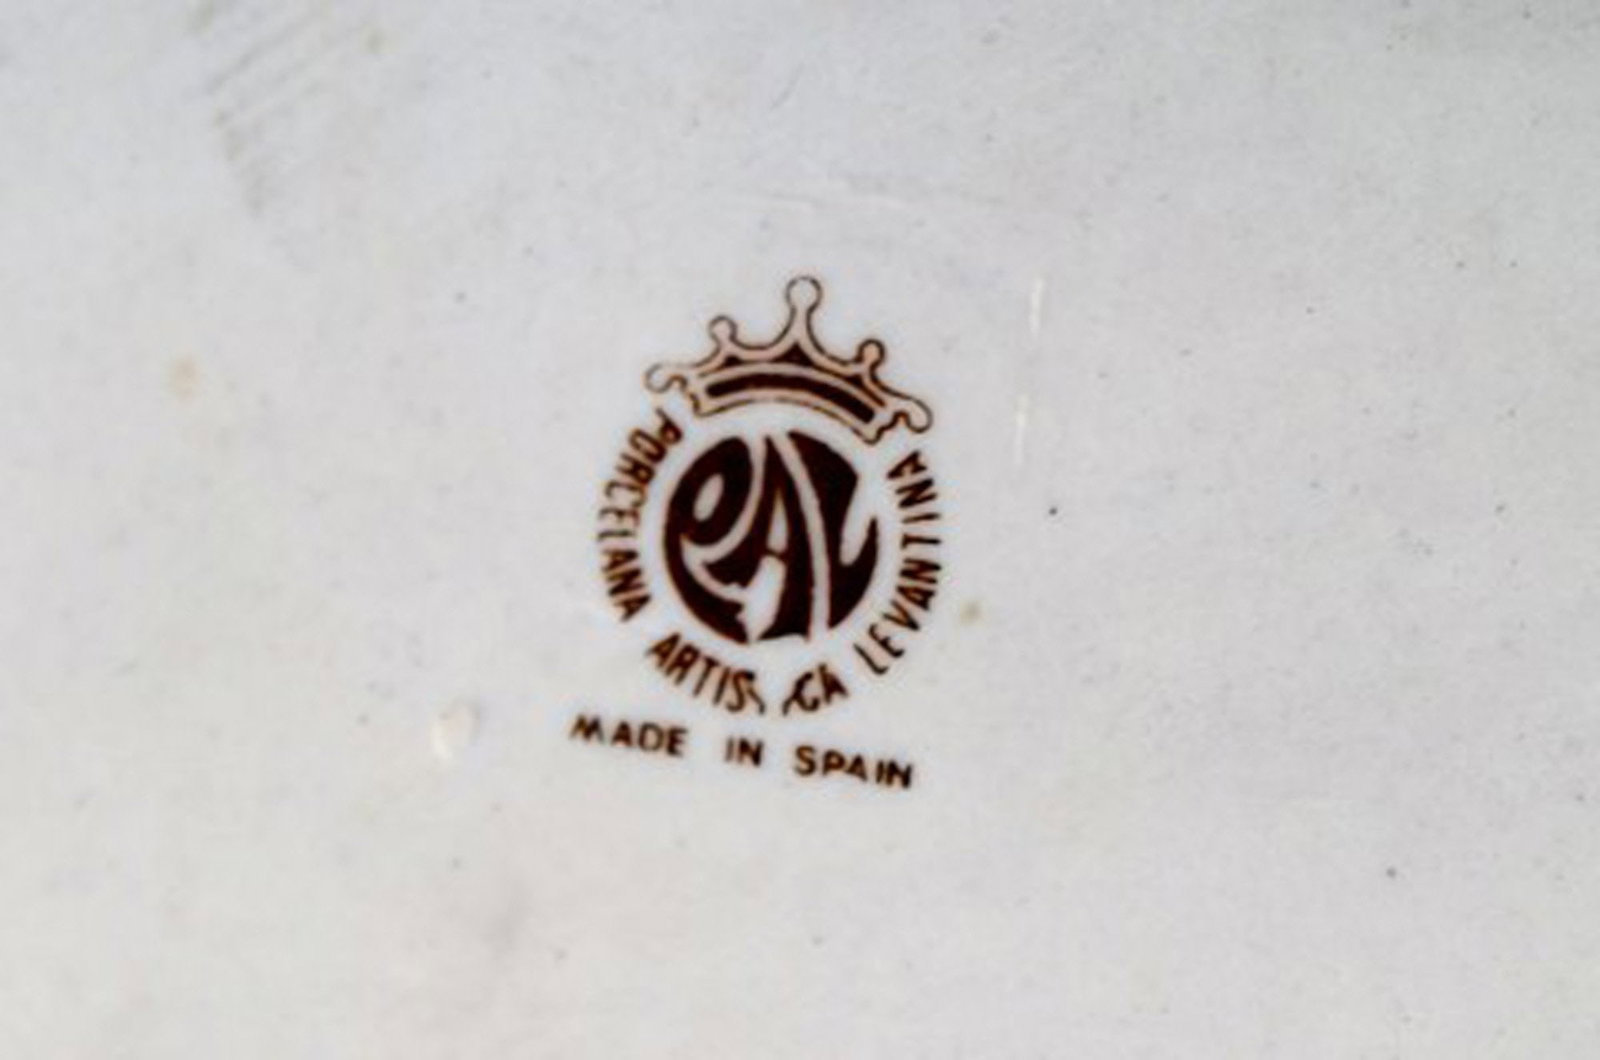 PAL
PORCELANA ARTISTICA LEVANTINA
MADE IN SPAIN